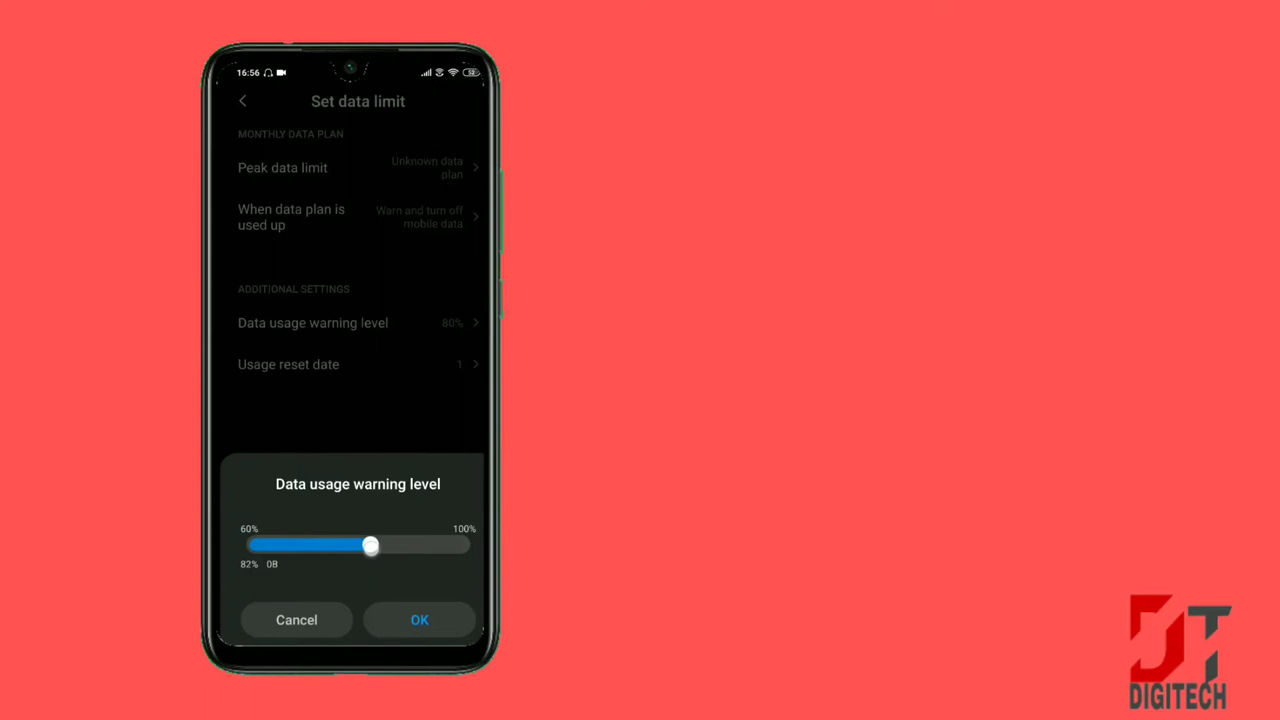 16:56
52
Set data limit
MONTHLY DATA PLAN
Peak data limit
Unknown data
plan
When data plan is
used up
Warn and turn off
mobile data
ADDITIONAL SETTINGS
Data usage warning level
80%
Usage reset date
1
Data usage warning level
60%
100%
82% 0B
Cancel
OK
DT
DIGITECH